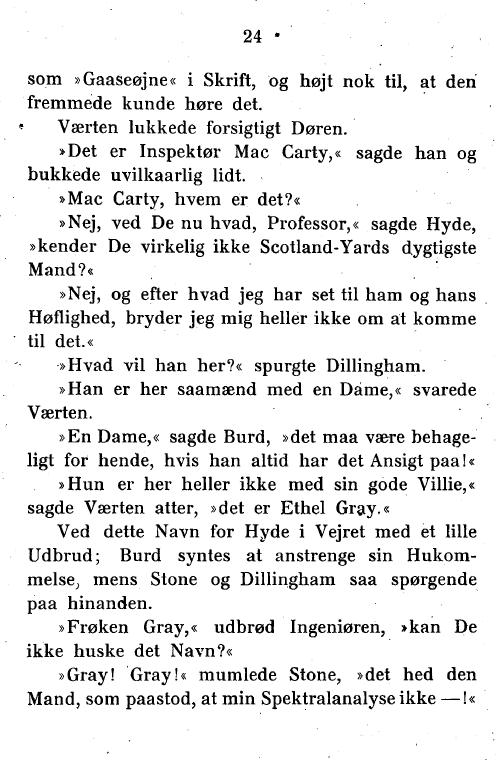 24
som »Gaaseøjne« i Skrift, og højt nok til, at den
fremmede kunde høre det.
Værten lukkede forsigtigt Døren.
»Det er Inspektør Mac Carty,« sagde han og
bukkede uvilkaarlig lidt.
»Mac Carty, hvem er det?«
»Nej, ved De nu hvad, Professor,« sagde Hyde,
»kender De virkelig ikke Scotland-Yards dygtigste
Mand?«
»Nej, og efter hvad jeg har set til ham og hans
Høflighed, bryder jeg mig heller ikke om at komme
til det.«
»Hvad vil han her?« spurgte Dillingham.
»Han er her saamænd med en Dame,« svarede
Værten.
»En Dame,« sagde Burd, »det maa være behage-
ligt for hende, hvis han altid har det Ansigt paa!«
»Hun er her heller ikke med sin gode Villie,«
sagde Værten atter, »det er Ethel Gray.«
Ved dette Navn for Hyde i Vejret med et lille
Udbrud; Burd syntes at anstrenge sin Hukom-
melse, mens Stone og Dillingham saa spørgende
paa hinanden.
»Frøken Gray,« udbrød Ingeniøren, »kan De
ikke huske det Navn?«
»Gray! Gray!« mumlede Stone, »det hed den
Mand, som paastod, at min Spektralanalyse ikke —!«